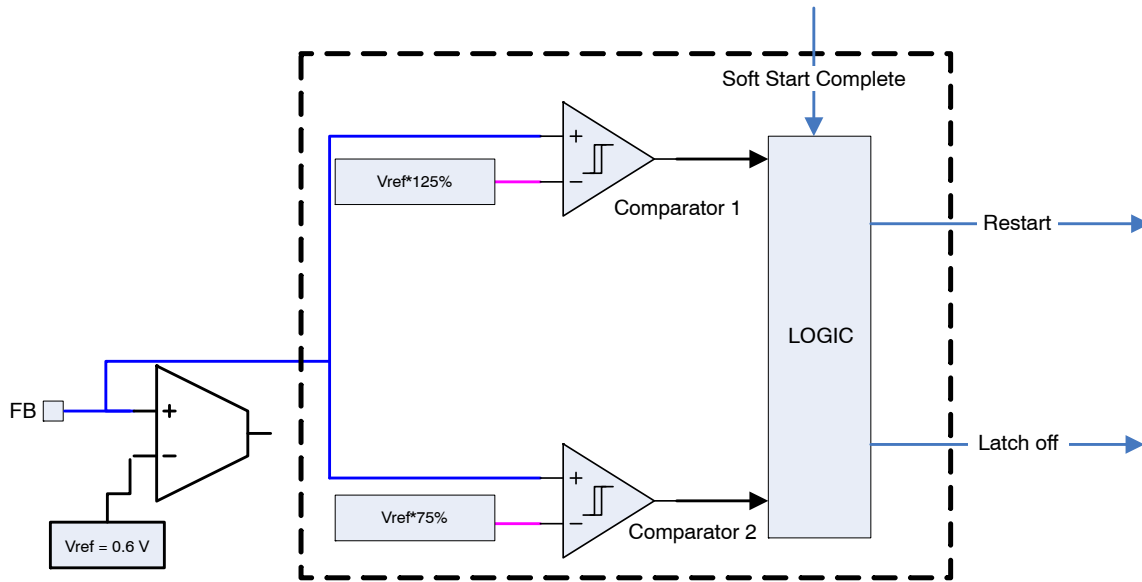 Soft Start Complete
+
Vref*125%
−
Comparator 1
Restart
LOGIC
FB
+
−
Vref = 0.6 V
+
Vref*75%
−
Comparator 2
Latch off